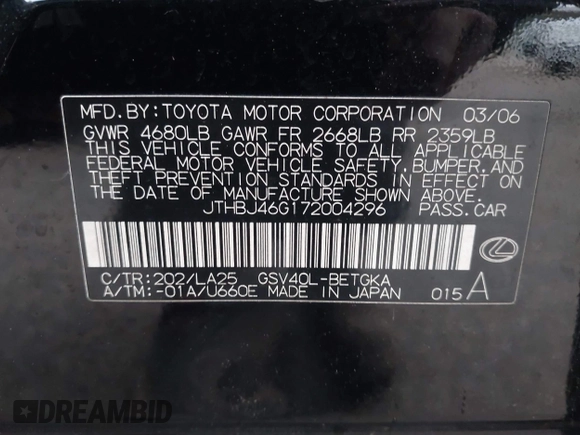 MFD.BY:TOYOTA MOTOR CORPORATION 03/06
GVWR 4680LB GAWR FR 2668LB RR 2359LB
THIS VEHICLE CONFORMS TO ALL APPLICABLE
FEDERAL MOTOR VEHICLE SAFETY, BUMPER, AND
THEFT PREVENTION STANDARDS IN EFFECT ON
THE DATE OF MANUFACTURE SHOWN ABOVE.
JTHBJ46G172004296 PASS.CAR
C/TR:202/LA25 GSV40L-BETGKA
A/TM:-01A/U660E MADE IN JAPAN 015 A
DREAMBID